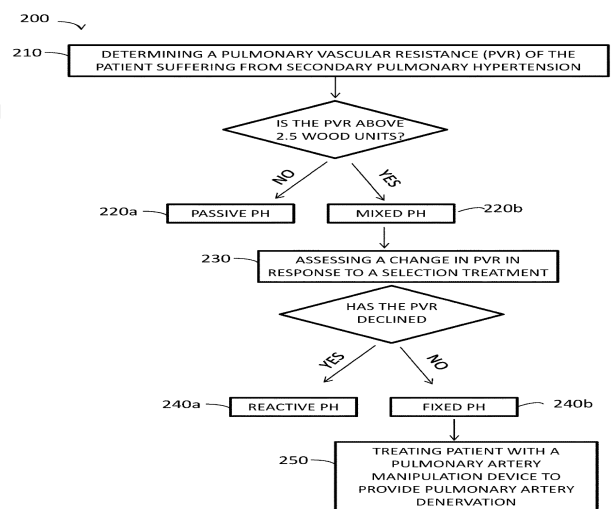 200
210
DETERMINING A PULMONARY VASCULAR RESISTANCE (PVR) OF THE
PATIENT SUFFERING FROM SECONDARY PULMONARY HYPERTENSION
IS THE PVR ABOVE
2.5 WOOD UNITS?
NO
YES
220a
PASSIVE PH
MIXED PH
220b
230
ASSESSING A CHANGE IN PVR IN
RESPONSE TO A SELECTION TREATMENT
HAS THE PVR
DECLINED
YES
NO
240a
REACTIVE PH
FIXED PH
240b
250
TREATING PATIENT WITH A
PULMONARY ARTERY
MANIPULATION DEVICE TO
PROVIDE PULMONARY ARTERY
DENERVATION